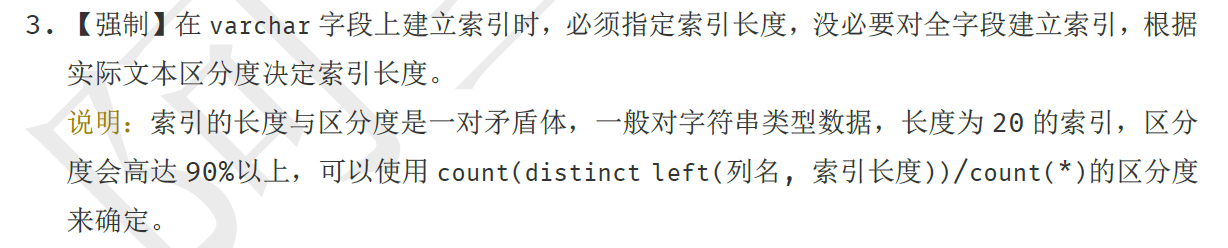 3. 【强制】在 varchar 字段上建立索引时，必须指定索引长度，没必要对全字段建立索引，根据
实际文本区分度决定索引长度。
说明：索引的长度与区分度是一对矛盾体，一般对字符串类型数据，长度为 20 的索引，区分
度会高达 90%以上，可以使用 count(distinct left(列名, 索引长度))/count(*)的区分度
来确定。